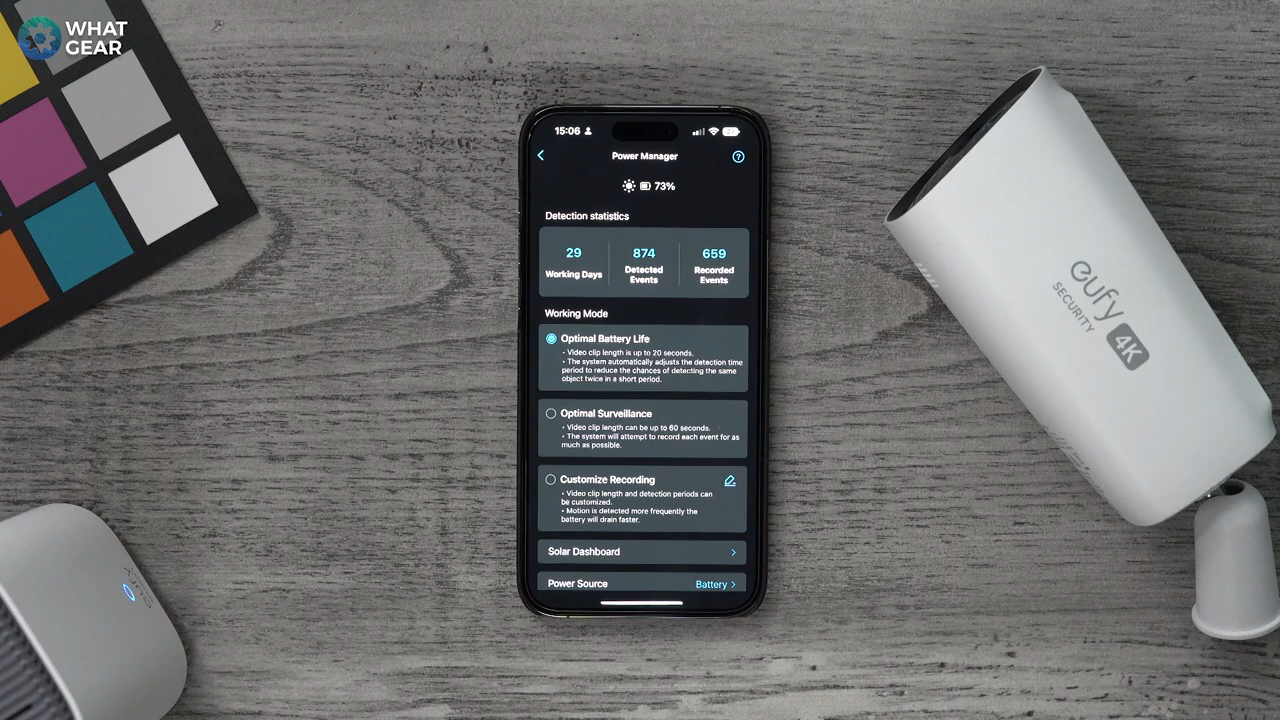 WHAT
GEAR
15:06
27
Power Manager
73%
Detection statistics
29
Working Days
874
Detected
Events
659
Recorded
Events
Working Mode
Optimal Battery Life
• Video clip length is up to 20 seconds.
• The system automatically adjusts the detection time
period to reduce the chances of detecting the same
object twice in a short period.
Optimal Surveillance
• Video clip length can be up to 60 seconds.
• The system will attempt to record each event for as
much as possible.
Customize Recording
• Video clip length and detection periods can
be customized.
• Motion is detected more frequently the
battery will drain faster.
Solar Dashboard
Power Source
Battery
eufy
SECURITY
4K
eufy